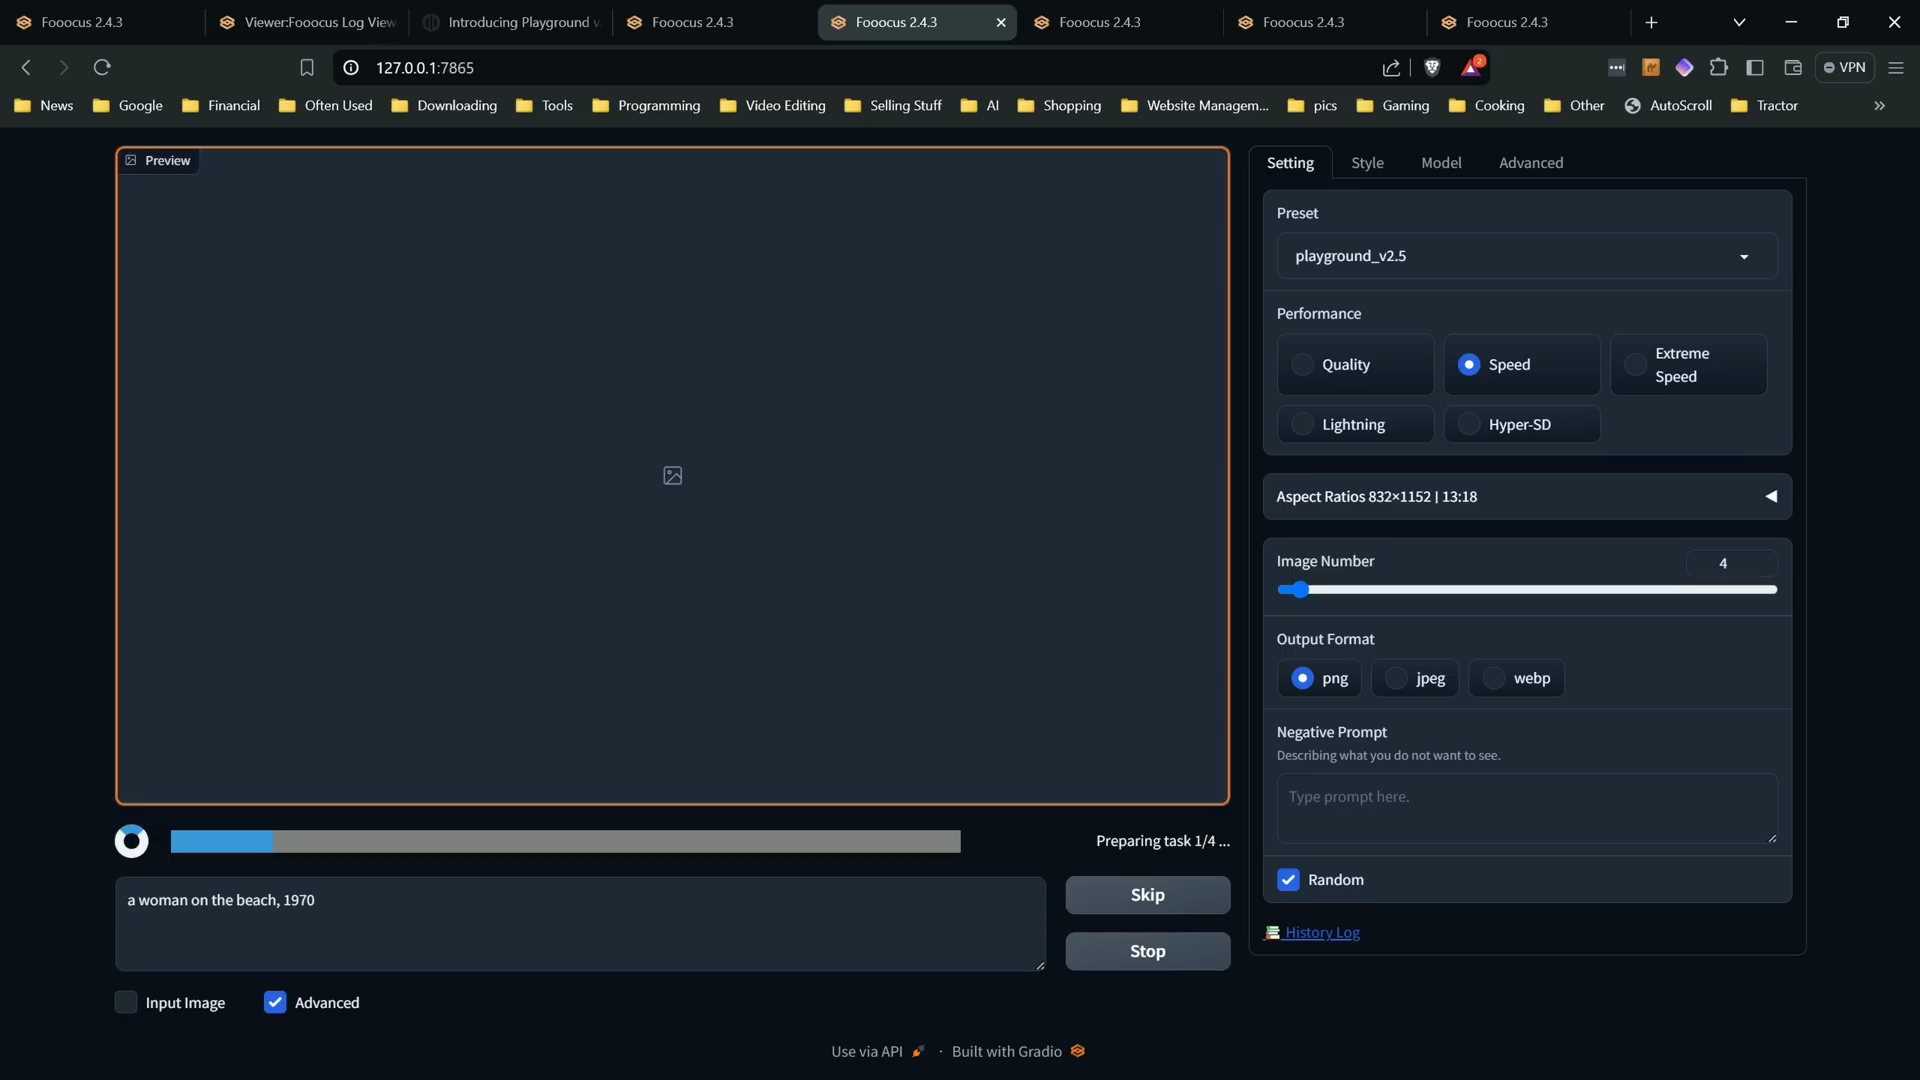 Fooocus 2.4.3
Viewer:Fooocus Log View
Introducing Playground v
Fooocus 2.4.3
Fooocus 2.4.3
Fooocus 2.4.3
Fooocus 2.4.3
Fooocus 2.4.3
127.0.0.1:7865
2
VPN
News
Google
Financial
Often Used
Downloading
Tools
Programming
Video Editing
Selling Stuff
AI
Shopping
Website Managem...
pics
Gaming
Cooking
Other
AutoScroll
Tractor
Preview
Setting
Style
Model
Advanced
Preset
playground_v2.5
Performance
Quality
Speed
Extreme
Speed
Lightning
Hyper-SD
Aspect Ratios 832×1152 | 13:18
Image Number
4
Output Format
png
jpeg
webp
Negative Prompt
Describing what you do not want to see.
Type prompt here.
Random
History Log
Preparing task 1/4 ...
a woman on the beach, 1970
Skip
Stop
Input Image
Advanced
Use via API · Built with Gradio